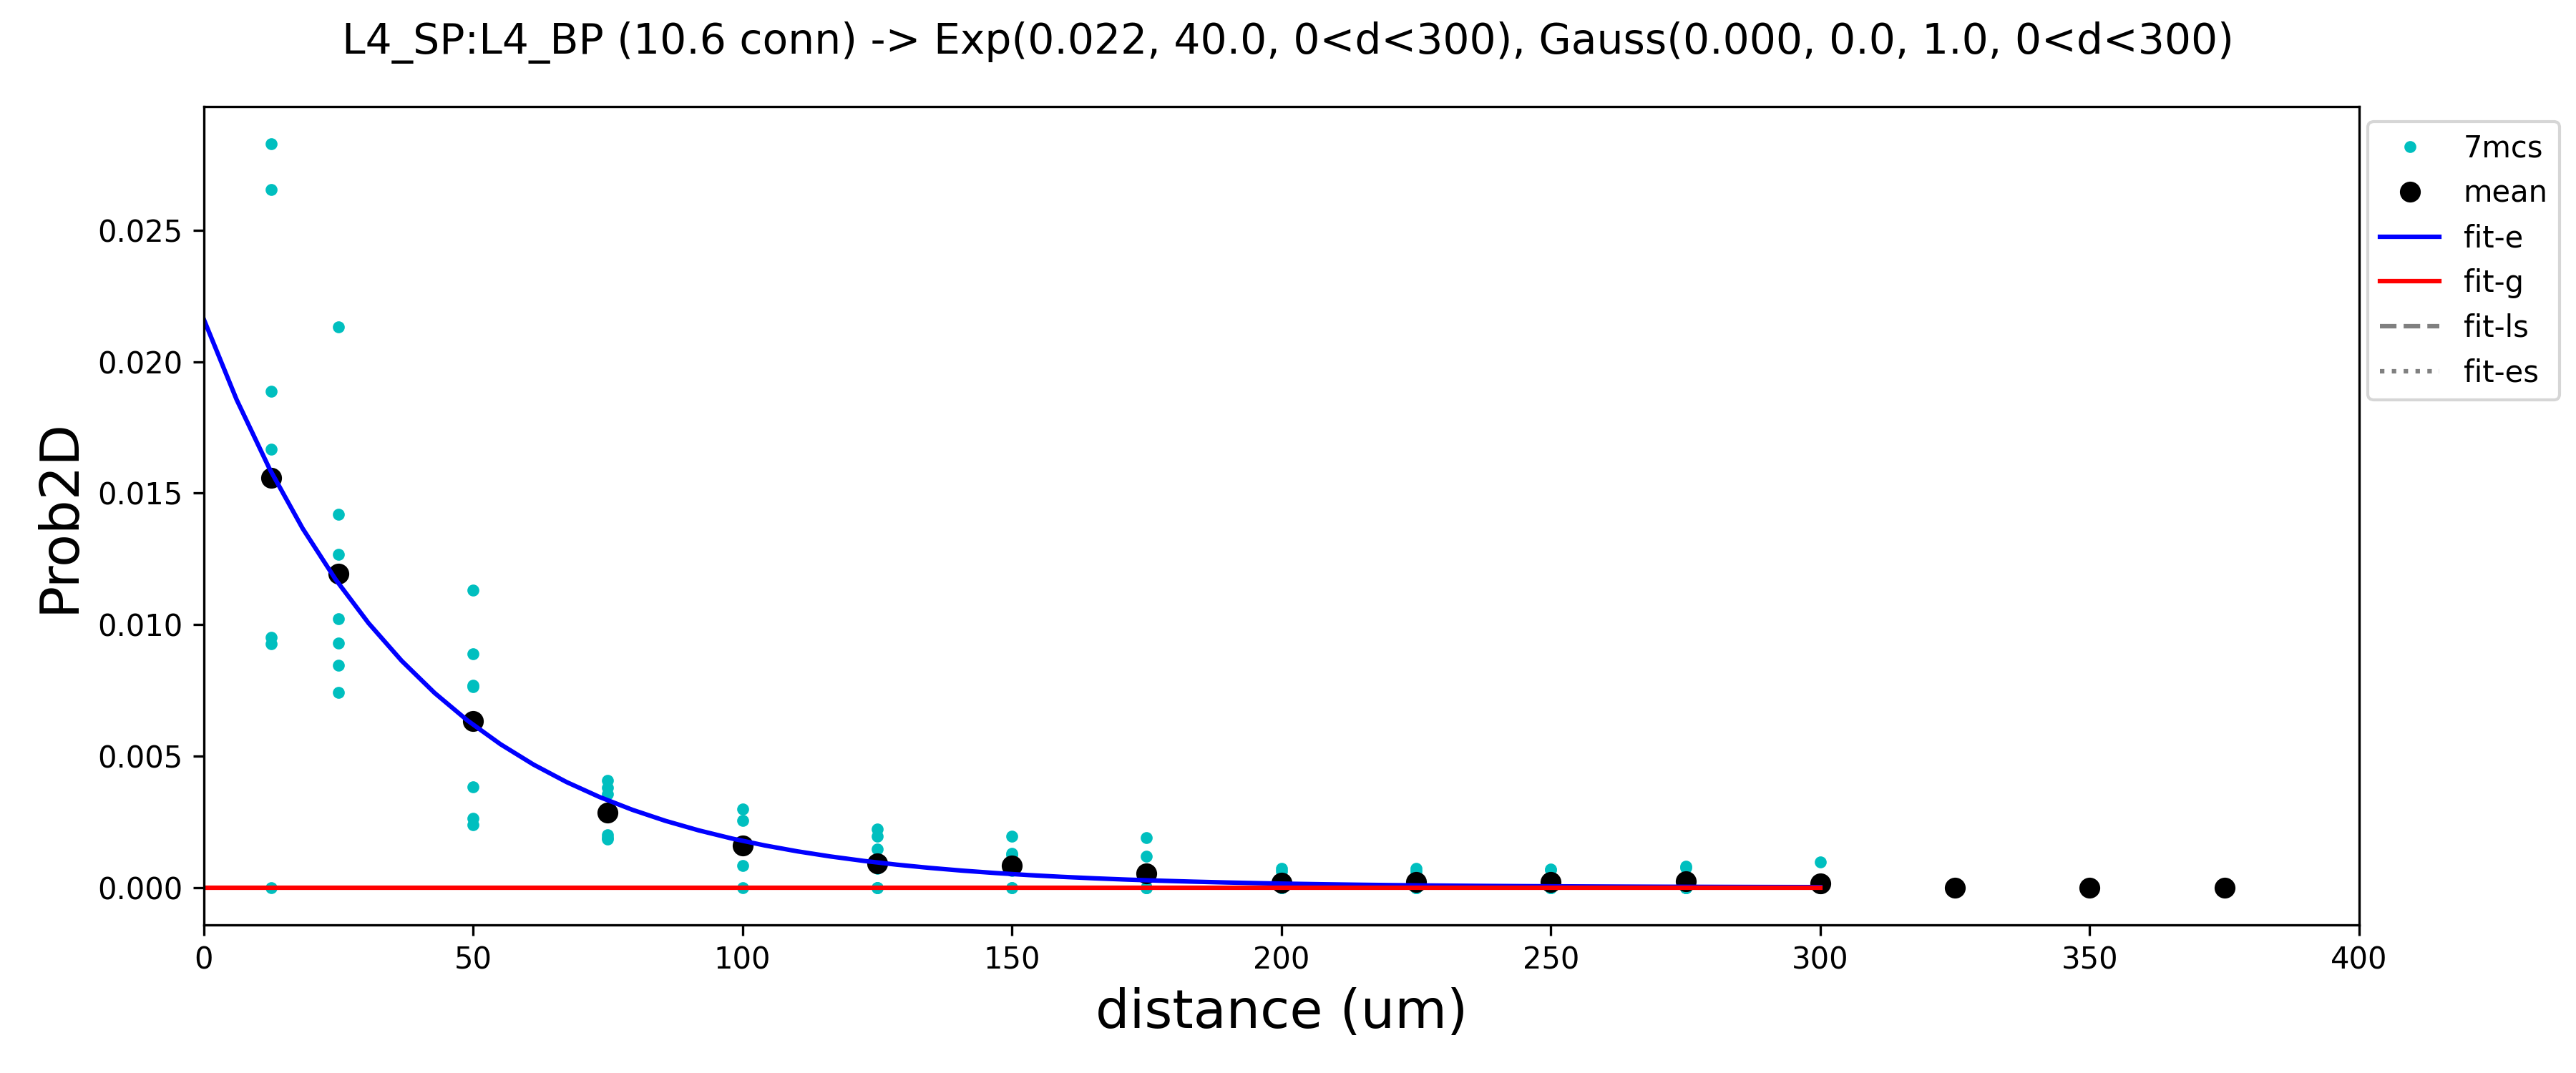 L4_SP:L4_BP (10.6 conn) -> Exp(0.022, 40.0, 0<d<300), Gauss(0.000, 0.0, 1.0, 0<d<300)
7mcs
mean
fit-e
fit-g
fit-ls
fit-es
Prob2D
0.025
0.020
0.015
0.010
0.005
0.000
0 50 100 150 200 250 300 350 400
distance (um)